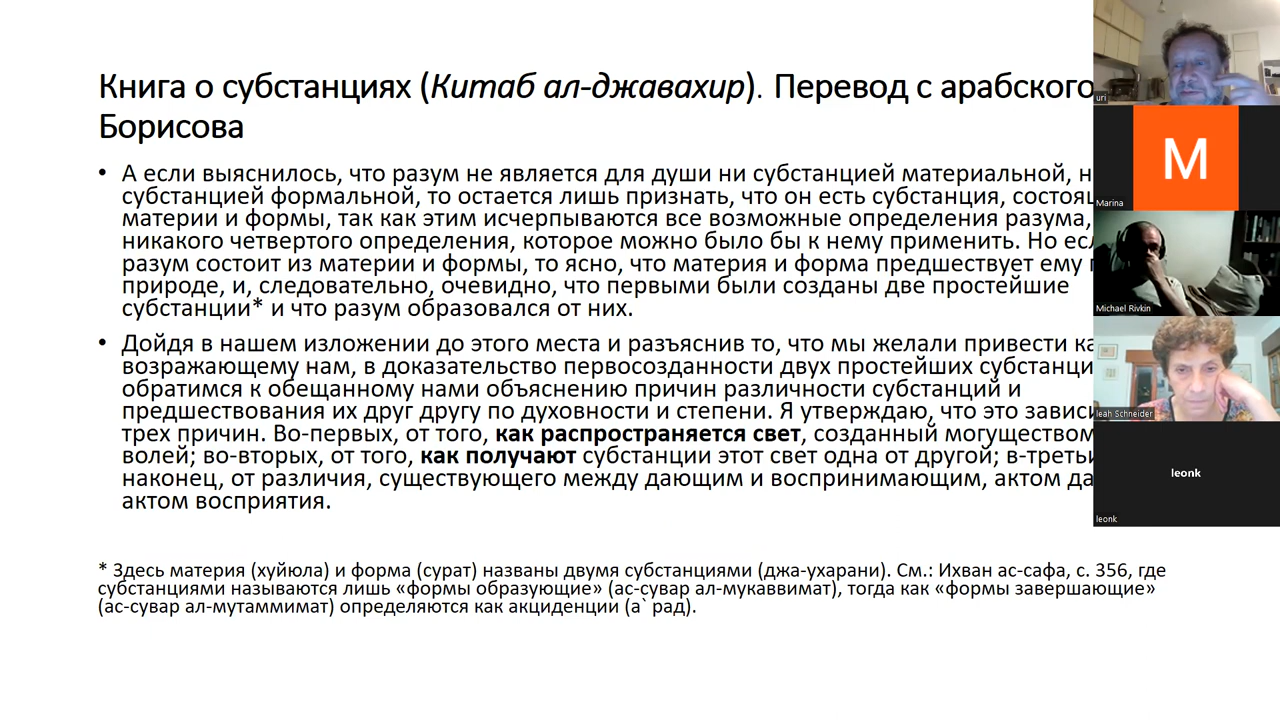 Книга о субстанциях (Китаб ал-джавахир). Перевод с арабского
Борисова
• А если выяснилось, что разум не является для души ни субстанцией материальной, н
субстанцией формальной, то остается лишь признать, что он есть субстанция,
материи и формы, так как этим исчерпываются все возможные определения разума,
никакого четвертого определения, которое можно было бы к нему применить. Но
разум состоит из материи и формы, то ясно, что материя и форма предшествует ему
природе, и, следовательно, очевидно, что первыми были созданы две простейшие
субстанции* и что разум образовался от них.
• Дойдя в нашем изложении до этого места и разъяснив то, что мы желали привести
возражающему нам, в доказательство первосозданности двух простейших
обратимся к обещанному нами объяснению причин различности субстанций и
предшествования их друг другу по духовности и степени. Я утверждаю, что это
трех причин. Во-первых, от того, как распространяется свет, созданный могуществом
волей; во-вторых, от того, как получают субстанции этот свет одна от другой;
наконец, от различия, существующего между дающим и воспринимающим, актом
актом восприятия.
* Здесь материя (хуйюла) и форма (сурат) названы двумя субстанциями (джа-ухарани). См.: Ихван ас-сафа, с. 356, где
субстанциями называются лишь «формы образующие» (ас-сувар ал-мукаввимат), тогда как «формы завершающие»
(ас-сувар ал-мутаммимат) определяются как акциденции (а` рад).
uri
M
Marina
Michael Rivkin
leah Schneider
leonk
leonk